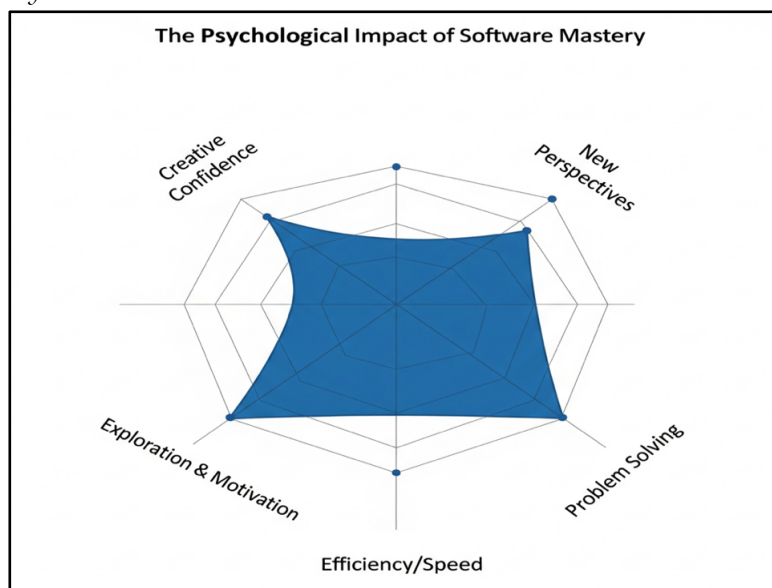 The Psychological Impact of Software Mastery
Creative
Confidence
New
Perspectives
Exploration & Motivation
Problem Solving
Efficiency/Speed